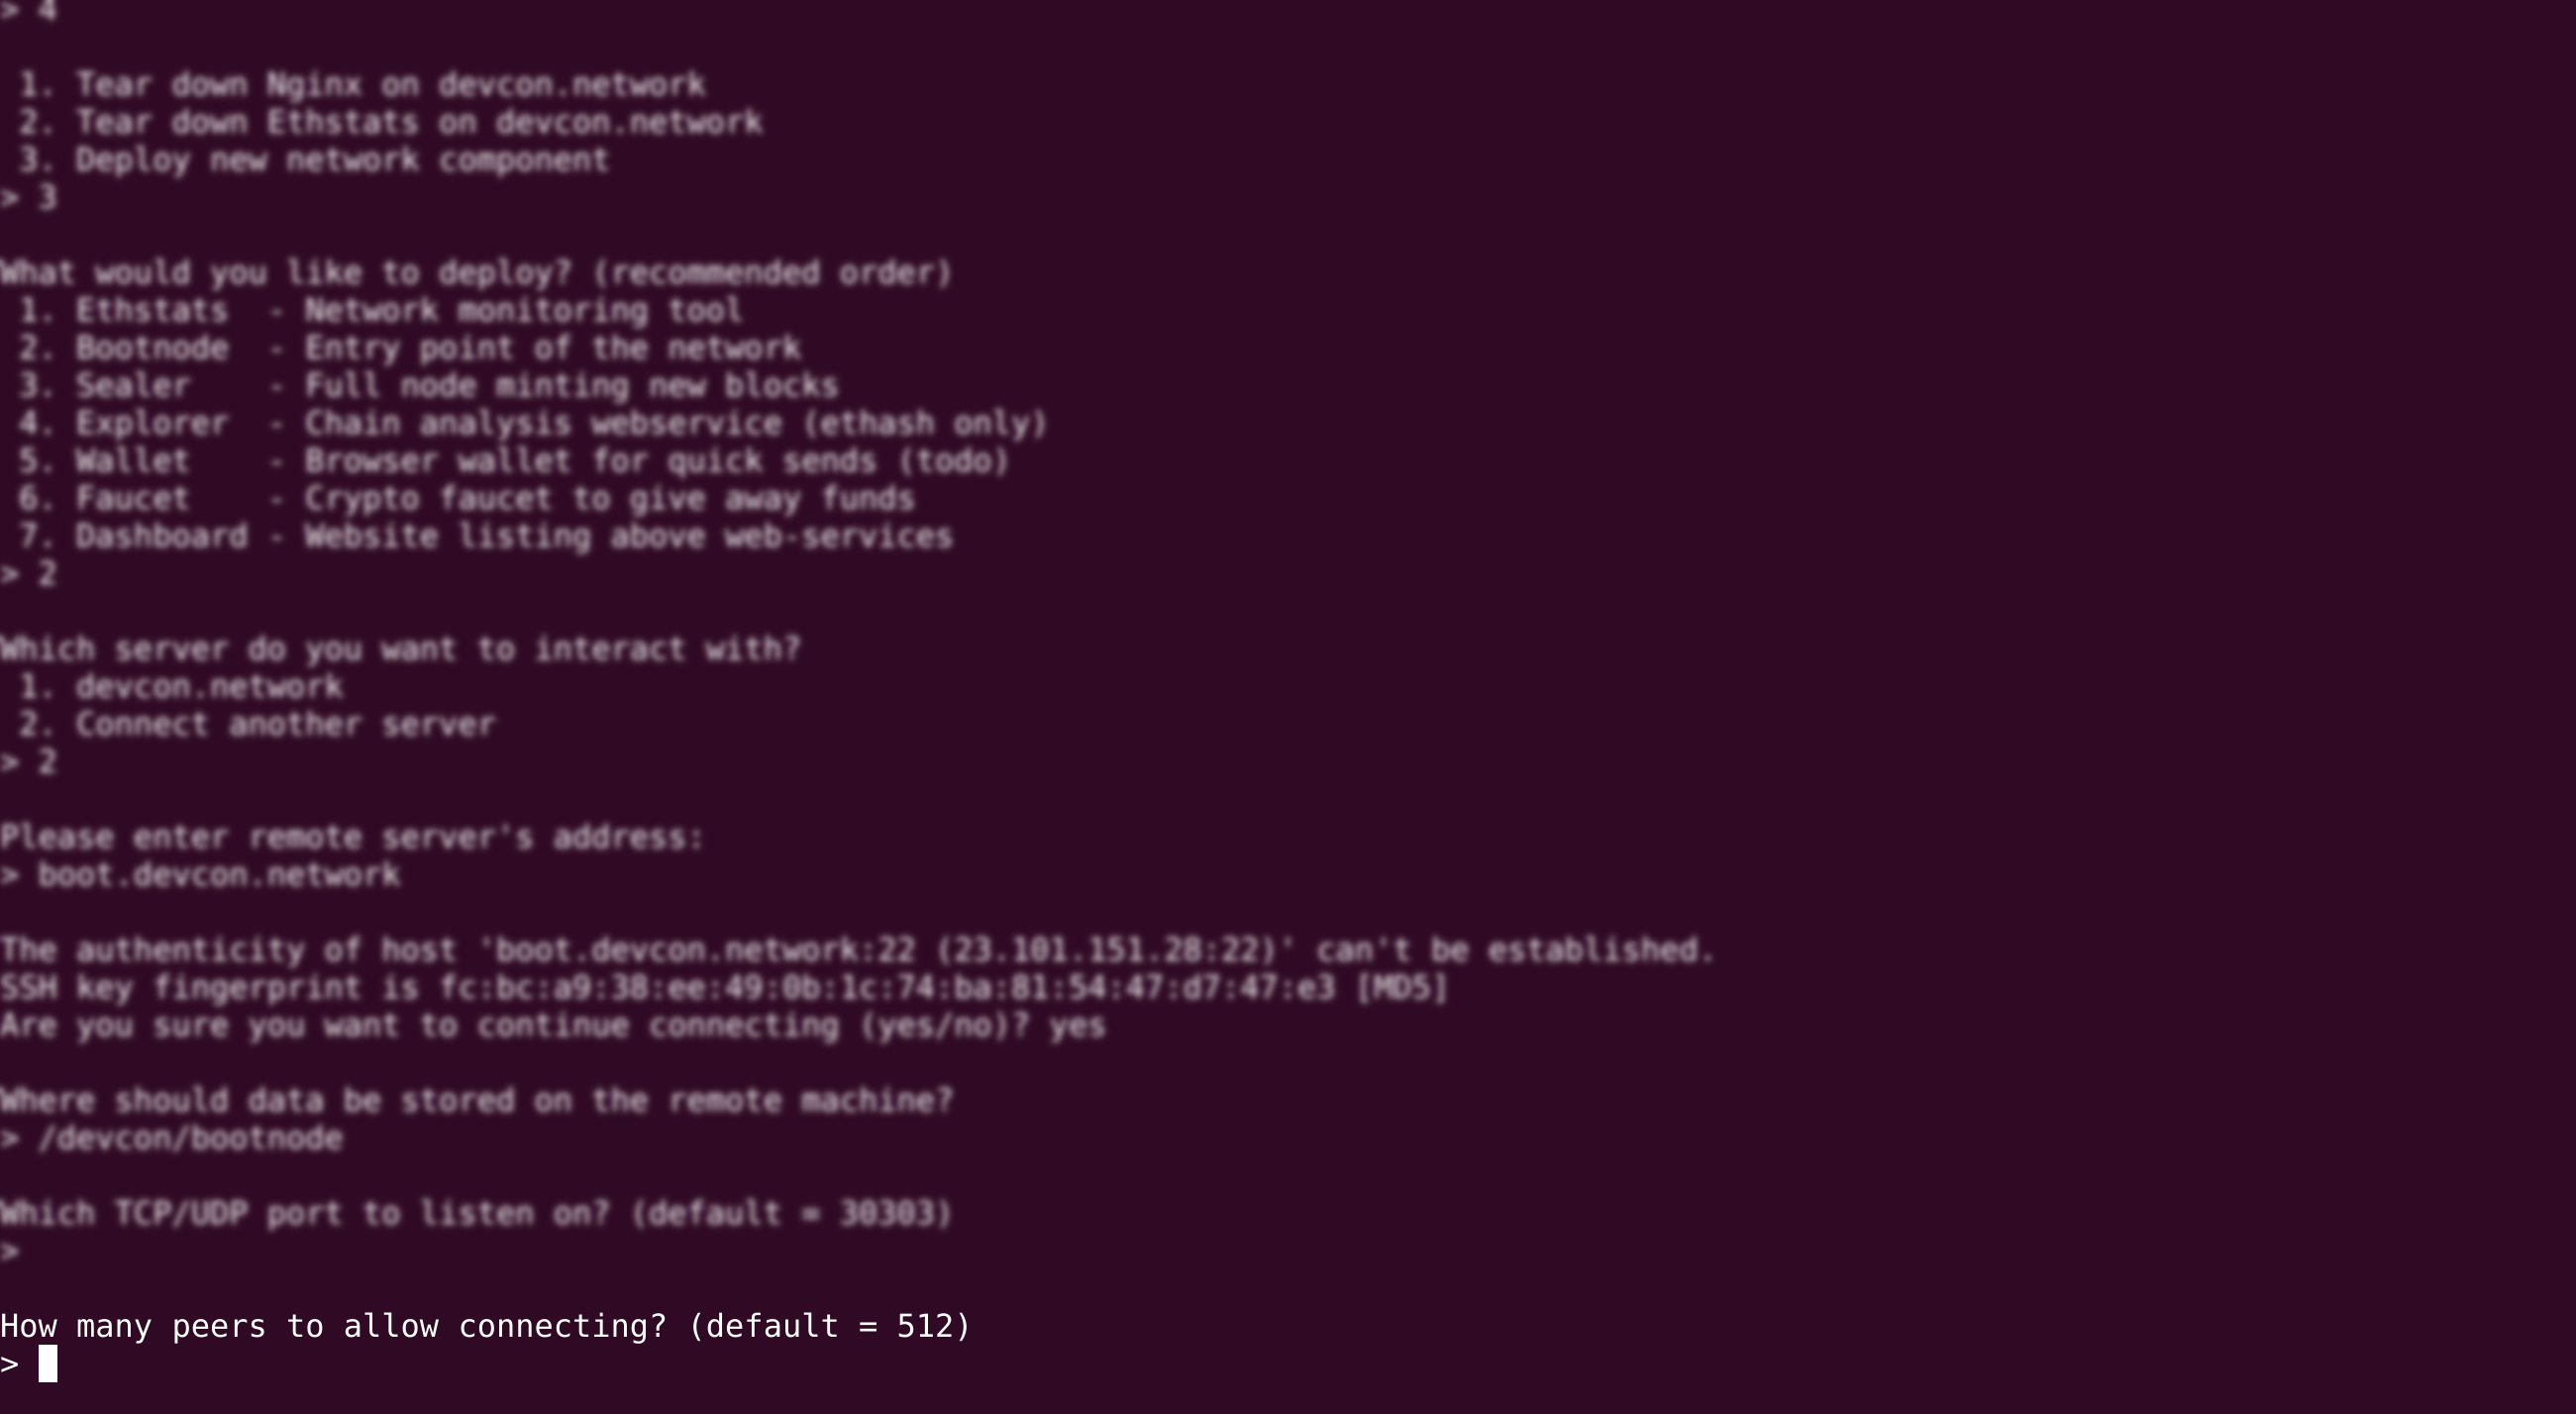 > 4
1. Tear down Nginx on devcon.network
2. Tear down Ethstats on devcon.network
3. Deploy new network component
> 3
What would you like to deploy? (recommended order)
1. Ethstats  - Network monitoring tool
2. Bootnode  - Entry point of the network
3. Sealer    - Full node minting new blocks
4. Explorer  - Chain analysis webservice (ethash only)
5. Wallet    - Browser wallet for quick sends (todo)
6. Faucet    - Crypto faucet to give away funds
7. Dashboard - Website listing above web-services
> 2
Which server do you want to interact with?
1. devcon.network
2. Connect another server
> 2
Please enter remote server's address:
> boot.devcon.network
The authenticity of host 'boot.devcon.network:22 (23.101.151.28:22)' can't be established.
SSH key fingerprint is fc:bc:a9:38:ee:49:0b:1c:74:ba:81:54:47:d7:47:e3 [MD5]
Are you sure you want to continue connecting (yes/no)? yes
Where should data be stored on the remote machine?
> /devcon/bootnode
Which TCP/UDP port to listen on? (default = 30303)
>
How many peers to allow connecting? (default = 512)
>